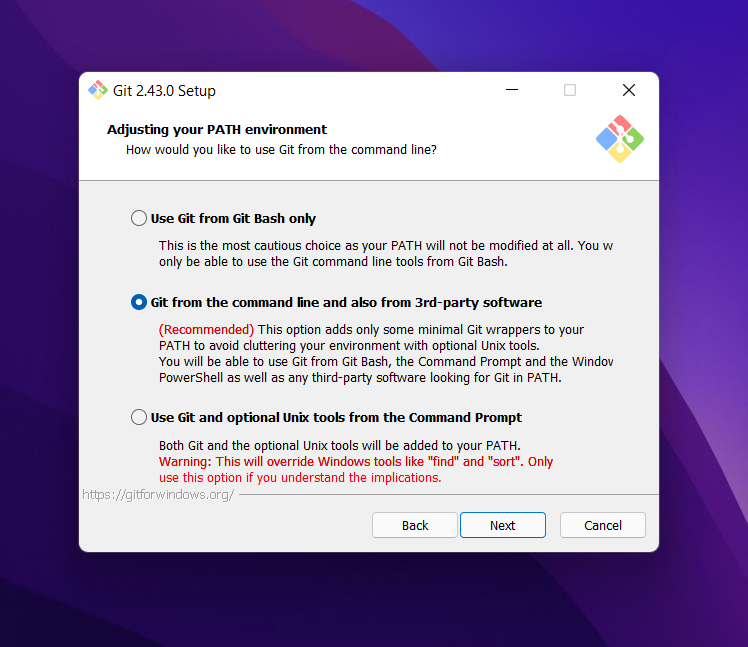 Git 2.43.0 Setup
Adjusting your PATH environment
How would you like to use Git from the command line?
Use Git from Git Bash only
This is the most cautious choice as your PATH will not be modified at all. You w
only be able to use the Git command line tools from Git Bash.
Git from the command line and also from 3rd-party software
(Recommended) This option adds only some minimal Git wrappers to your
PATH to avoid cluttering your environment with optional Unix tools.
You will be able to use Git from Git Bash, the Command Prompt and the Window
PowerShell as well as any third-party software looking for Git in PATH.
Use Git and optional Unix tools from the Command Prompt
Both Git and the optional Unix tools will be added to your PATH.
Warning: This will override Windows tools like "find" and "sort". Only
use this option if you understand the implications.
https://gitforwindows.org/
Back Next Cancel